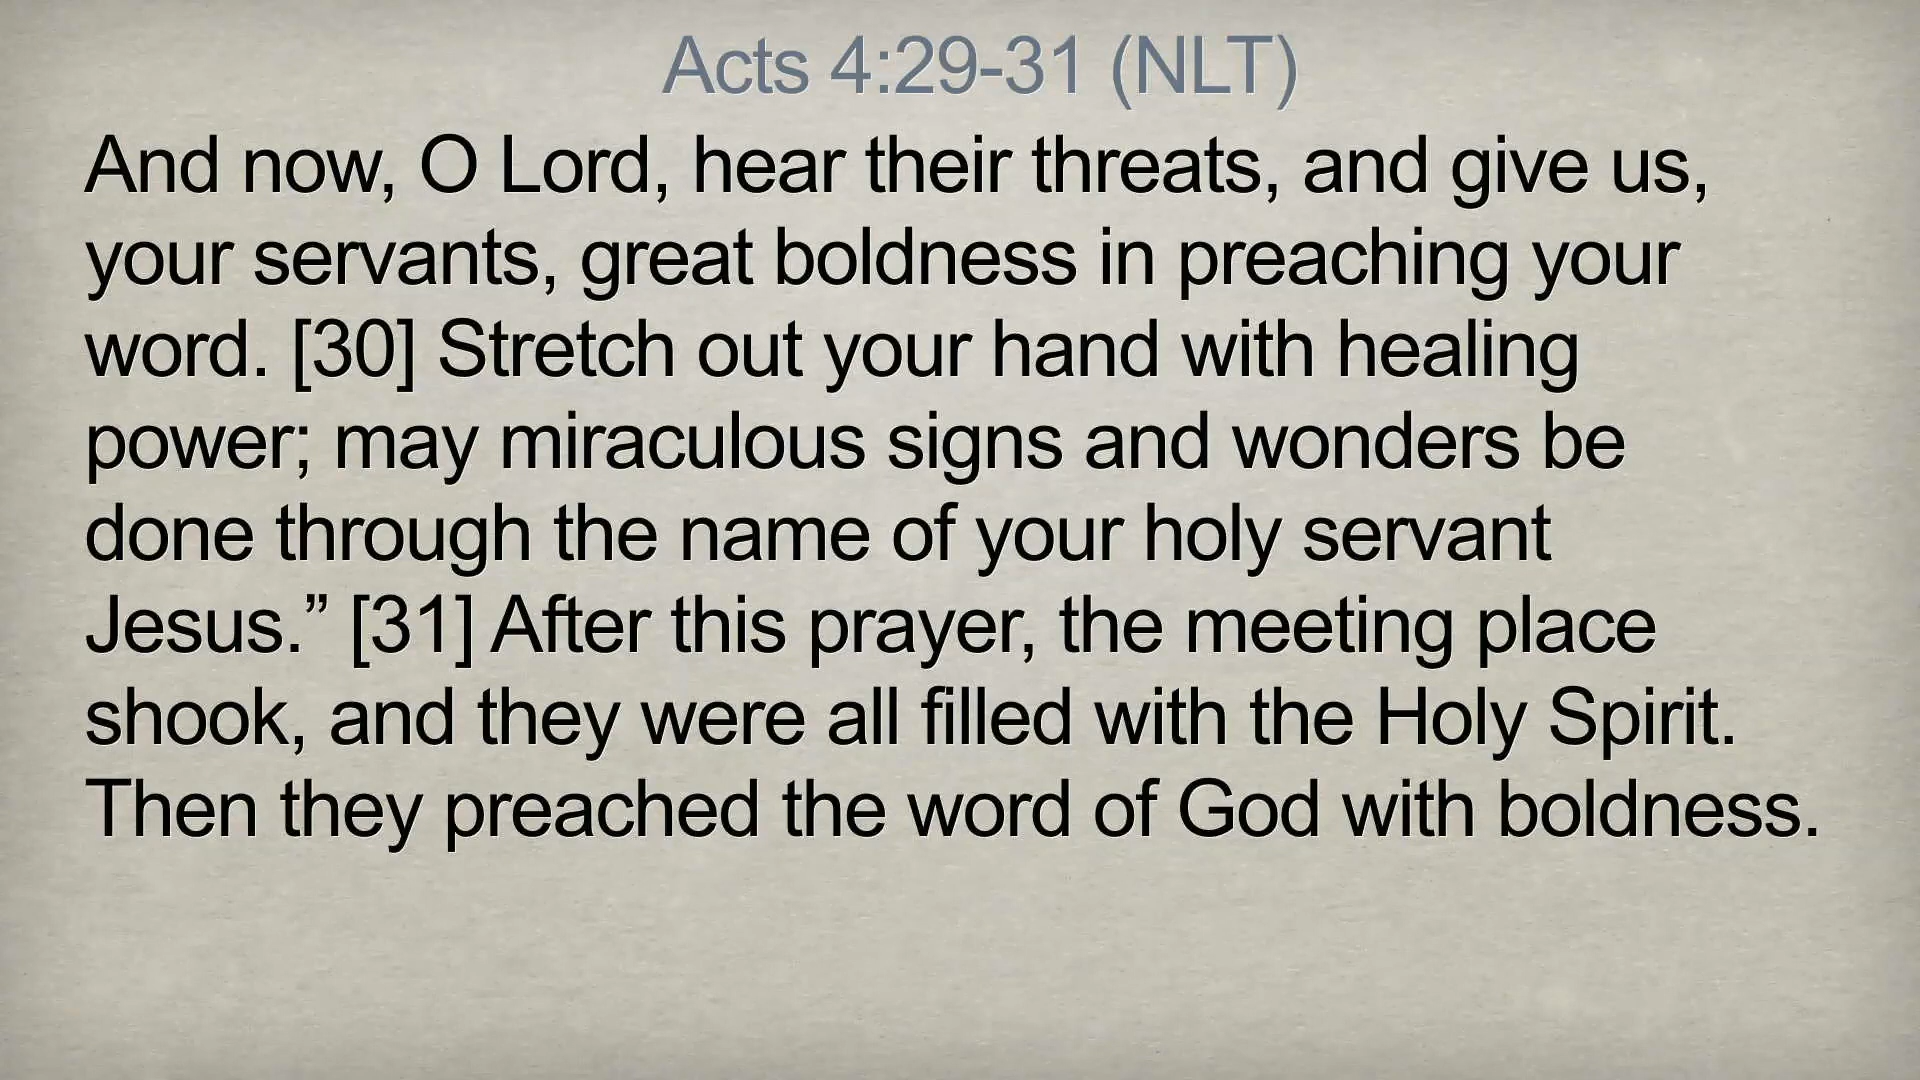 Acts 4:29-31 (NLT)
And now, O Lord, hear their threats, and give us,
your servants, great boldness in preaching your
word. [30] Stretch out your hand with healing
power; may miraculous signs and wonders be
done through the name of your holy servant
Jesus.” [31] After this prayer, the meeting place
shook, and they were all filled with the Holy Spirit.
Then they preached the word of God with boldness.